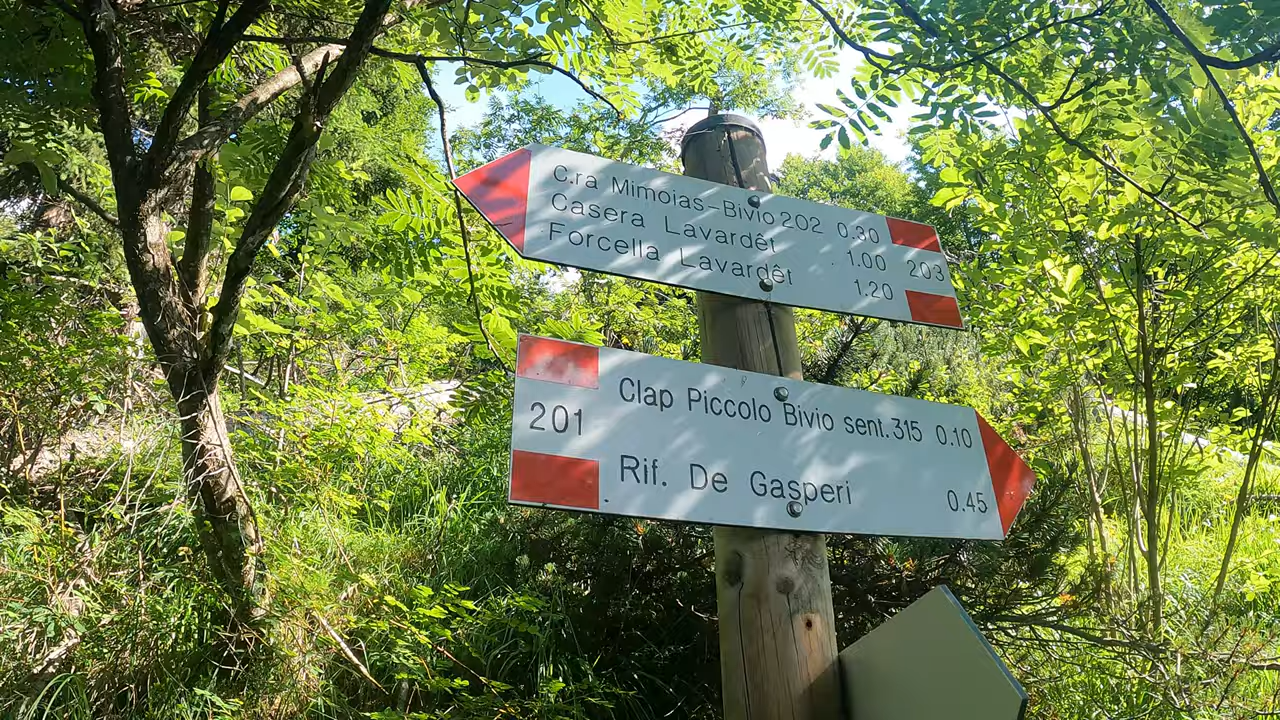 C.ra Mimoias-Bivio 202 0.30
Casera Lavardêt 1.00 203
Forcella Lavardêt 1.20
201
Clap Piccolo Bivio sent.315 0.10
Rif. De Gasperi 0.45